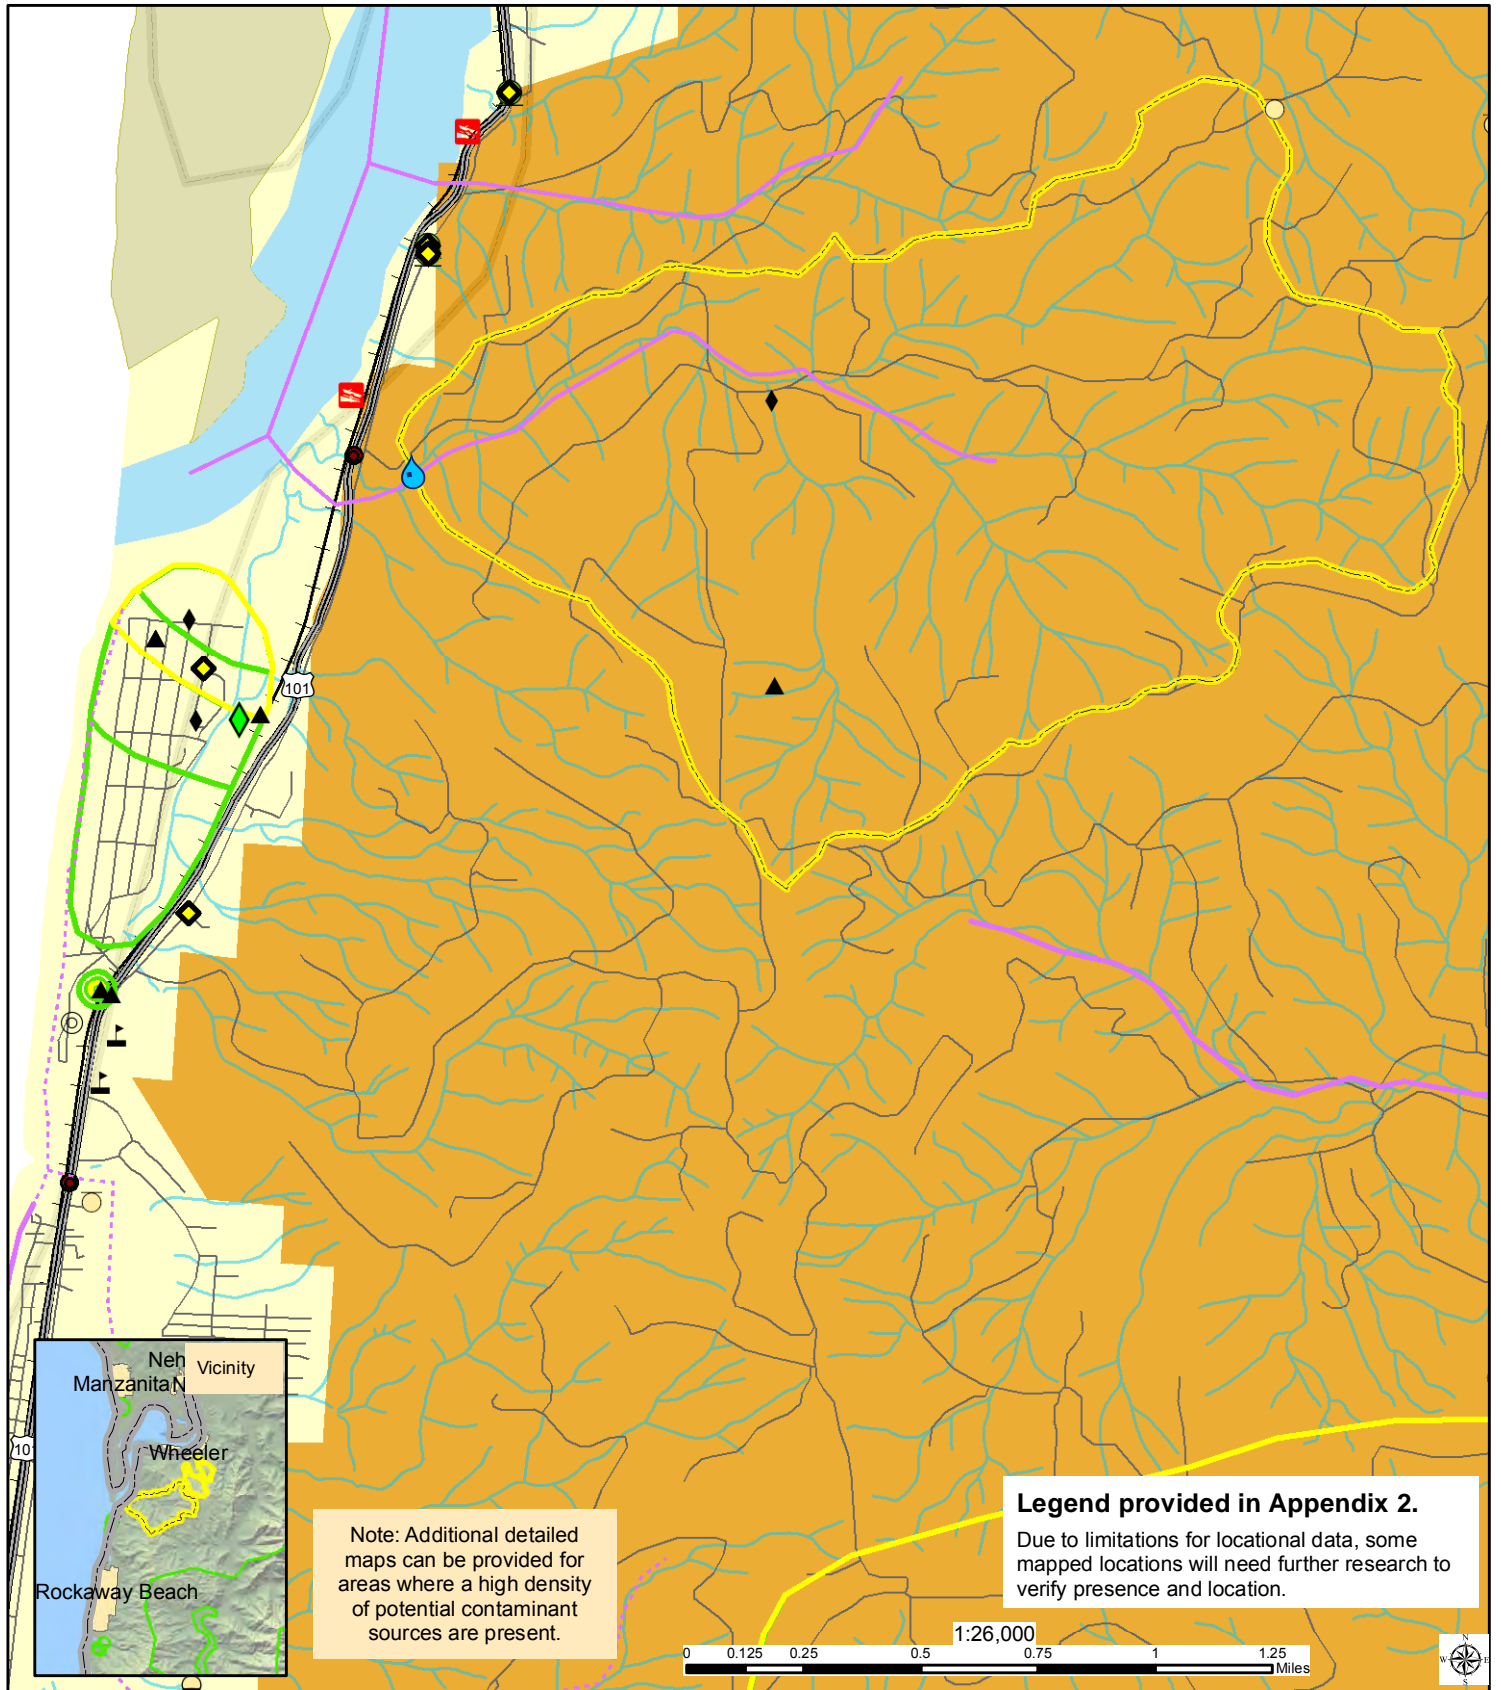 101
10
Neh
Vicinity
Manzanita N
Wheeler
Rockaway Beach
Note: Additional detailed
maps can be provided for
areas where a high density
of potential contaminant
sources are present.
Legend provided in Appendix 2.
Due to limitations for locational data, some
mapped locations will need further research to
verify presence and location.
1:26,000
0 0.125 0.25 0.5 0.75 1 1.25
Miles
N
W E
S